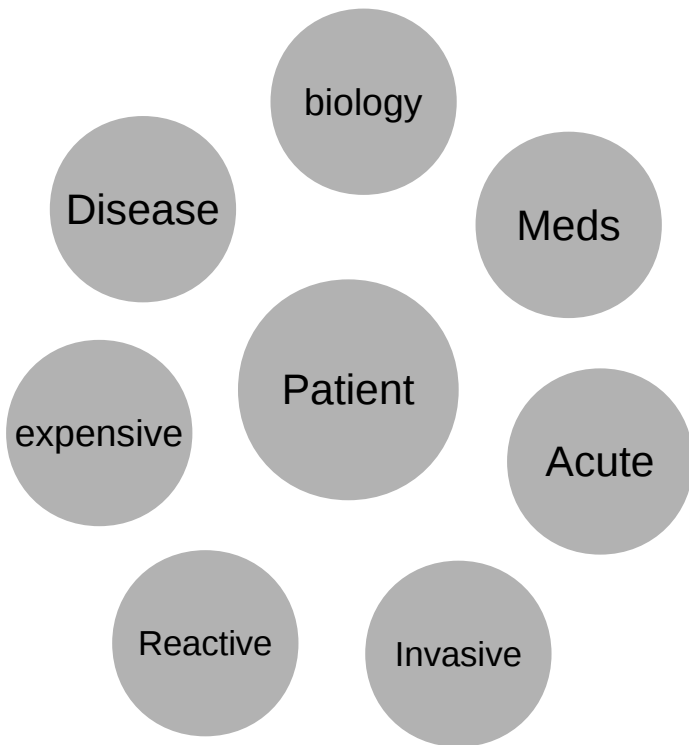 biology
Disease
Meds
Patient
expensive
Acute
Reactive
Invasive